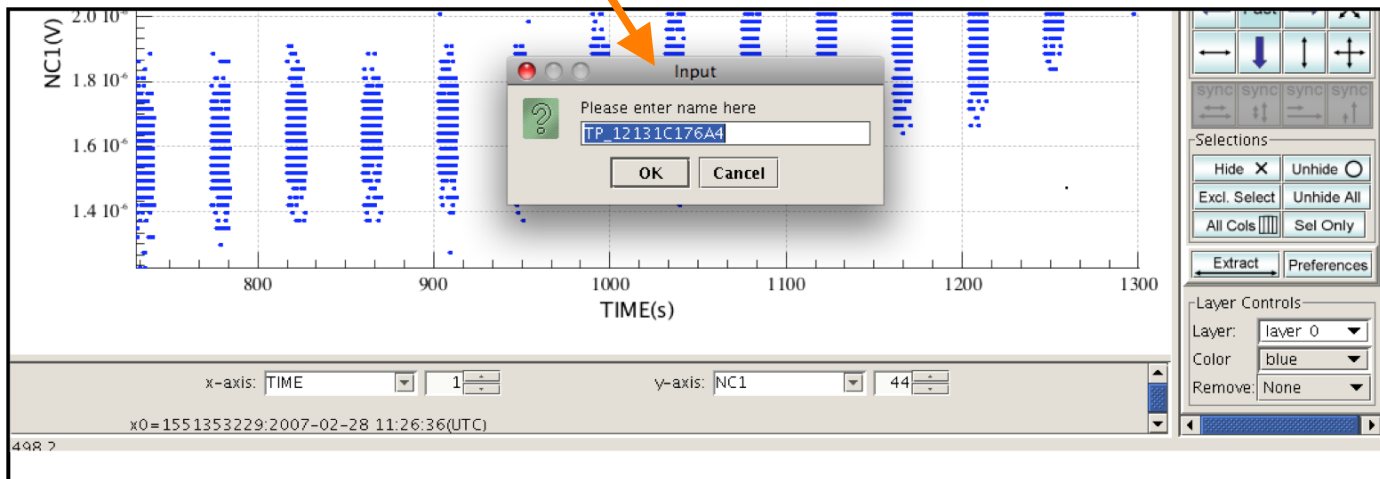 2.0 10⁻⁶
NC1(V)
1.8 10⁻⁶
1.6 10⁻⁶
1.4 10⁻⁶
800 900 1000 1100 1200 1300
TIME(s)
Input
Please enter name here
TP_12131C176A4
OK Cancel
Fast
sync sync sync sync
Selections
Hide Unhide
Excl. Select Unhide All
All Cols Sel Only
Extract Preferences
Layer Controls
Layer: layer 0
Color blue
Remove: None
x-axis: TIME 1 y-axis: NC1 44
x0=1551353229:2007-02-28 11:26:36(UTC)
498.2